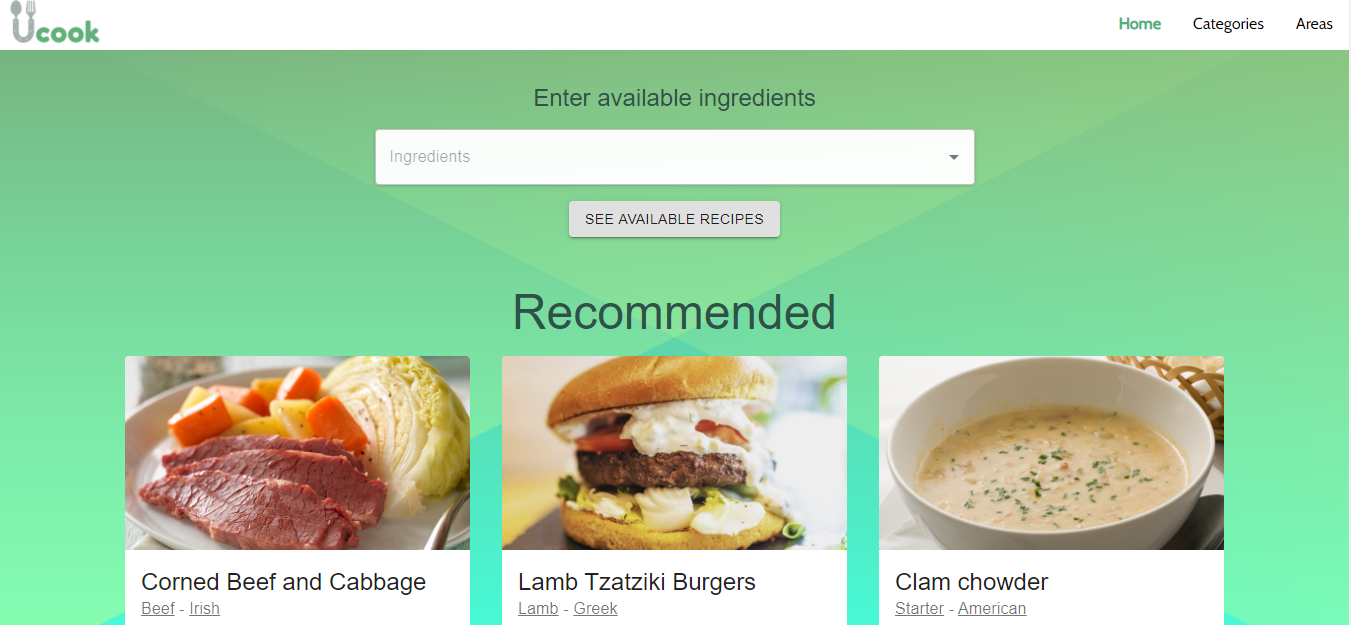 Ucook
Home Categories Areas
Enter available ingredients
Ingredients
SEE AVAILABLE RECIPES
Recommended
Corned Beef and Cabbage
Beef - Irish
Lamb Tzatziki Burgers
Lamb - Greek
Clam chowder
Starter - American